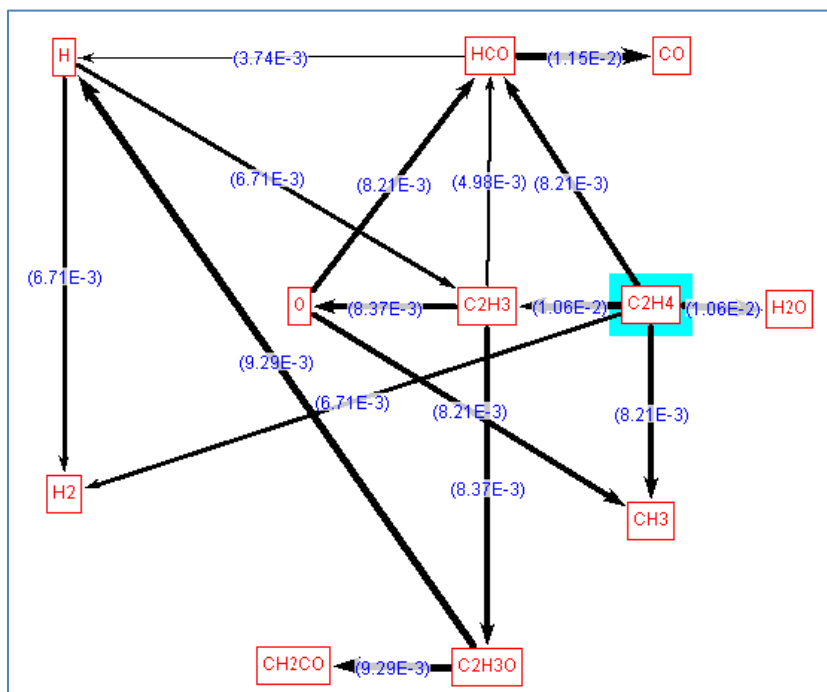 H
(3.74E-3)
HCO
(1.15E-2)
CO
(6.71E-3)
(8.21E-3)
(4.98E-3)
(8.21E-3)
(6.71E-3)
O
(8.37E-3)
C2H3
(1.06E-2)
C2H4
(1.06E-2)
H2O
(9.29E-3)
(6.71E-3)
(8.21E-3)
(8.21E-3)
(8.37E-3)
H2
CH3
CH2CO
(9.29E-3)
C2H3O